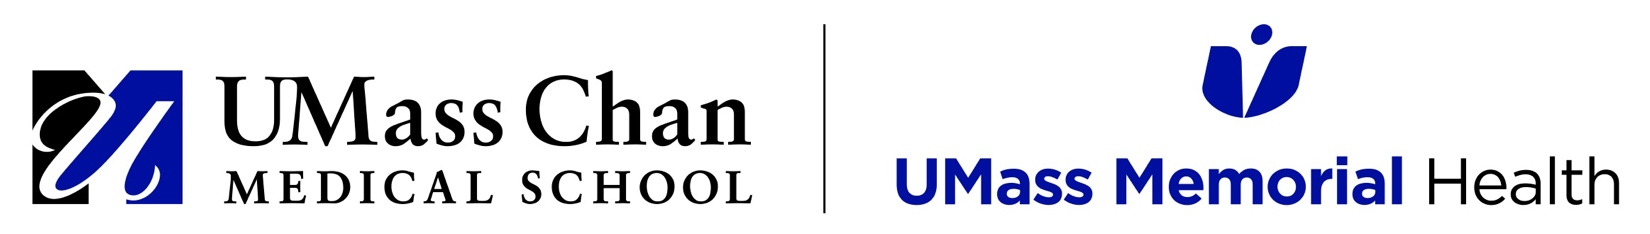 UMass Chan
MEDICAL SCHOOL
UMass Memorial Health